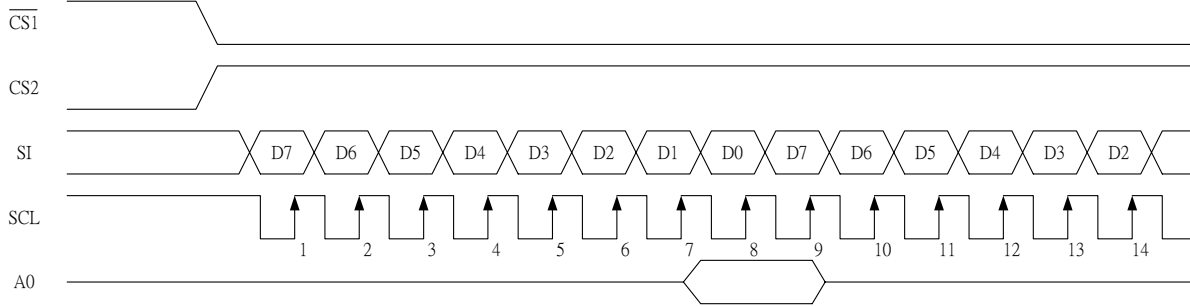 CS1
CS2
SI D7 D6 D5 D4 D3 D2 D1 D0 D7 D6 D5 D4 D3 D2
SCL
1 2 3 4 5 6 7 8 9 10 11 12 13 14
A0